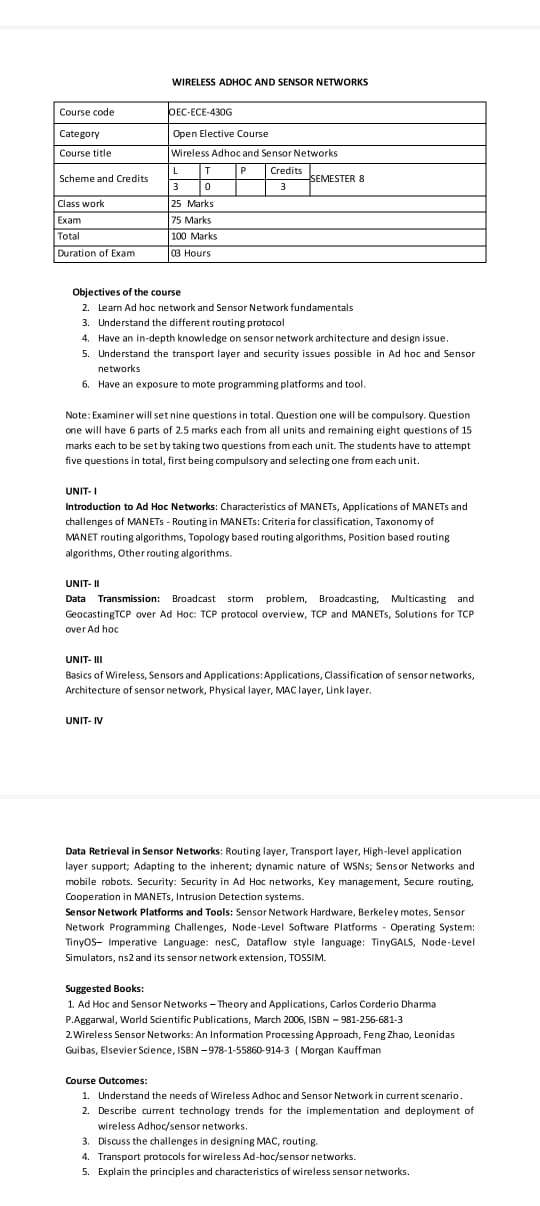 WIRELESS ADHOC AND SENSOR NETWORKS
Course code OEC-ECE-430G
Category Open Elective Course
Course title Wireless Adhoc and Sensor Networks
Scheme and Credits L T P Credits SEMESTER 8
3 0 3
Class work 25 Marks
Exam 75 Marks
Total 100 Marks
Duration of Exam 03 Hours
Objectives of the course
2. Learn Ad hoc network and Sensor Network fundamentals
3. Understand the different routing protocol
4. Have an in-depth knowledge on sensor network architecture and design issue.
5. Understand the transport layer and security issues possible in Ad hoc and Sensor
networks
6. Have an exposure to mote programming platforms and tool.
Note: Examiner will set nine questions in total. Question one will be compulsory. Question
one will have 6 parts of 2.5 marks each from all units and remaining eight questions of 15
marks each to be set by taking two questions from each unit. The students have to attempt
five questions in total, first being compulsory and selecting one from each unit.
UNIT- I
Introduction to Ad Hoc Networks: Characteristics of MANETs, Applications of MANETs and
challenges of MANETs - Routing in MANETs: Criteria for classification, Taxonomy of
MANET routing algorithms, Topology based routing algorithms, Position based routing
algorithms, Other routing algorithms.
UNIT- II
Data Transmission: Broadcast storm problem, Broadcasting, Multicasting and
GeocastingTCP over Ad Hoc: TCP protocol overview, TCP and MANETs, Solutions for TCP
over Ad hoc
UNIT- III
Basics of Wireless, Sensors and Applications: Applications, Classification of sensor networks,
Architecture of sensor network, Physical layer, MAC layer, Link layer.
UNIT- IV
Data Retrieval in Sensor Networks: Routing layer, Transport layer, High-level application
layer support; Adapting to the inherent; dynamic nature of WSNs; Sensor Networks and
mobile robots. Security: Security in Ad Hoc networks, Key management, Secure routing,
Cooperation in MANETs, Intrusion Detection systems.
Sensor Network Platforms and Tools: Sensor Network Hardware, Berkeley motes, Sensor
Network Programming Challenges, Node-Level Software Platforms - Operating System:
TinyOS– Imperative Language: nesC, Dataflow style language: TinyGALS, Node-Level
Simulators, ns2 and its sensor network extension, TOSSIM.
Suggested Books:
1. Ad Hoc and Sensor Networks – Theory and Applications, Carlos Corderio Dharma
P.Aggarwal, World Scientific Publications, March 2006, ISBN – 981-256-681-3
2.Wireless Sensor Networks: An Information Processing Approach, Feng Zhao, Leonidas
Guibas, Elsevier Science, ISBN – 978-1-55860-914-3 ( Morgan Kauffman
Course Outcomes:
1. Understand the needs of Wireless Adhoc and Sensor Network in current scenario.
2. Describe current technology trends for the implementation and deployment of
wireless Adhoc/sensor networks.
3. Discuss the challenges in designing MAC, routing.
4. Transport protocols for wireless Ad-hoc/sensor networks.
5. Explain the principles and characteristics of wireless sensor networks.